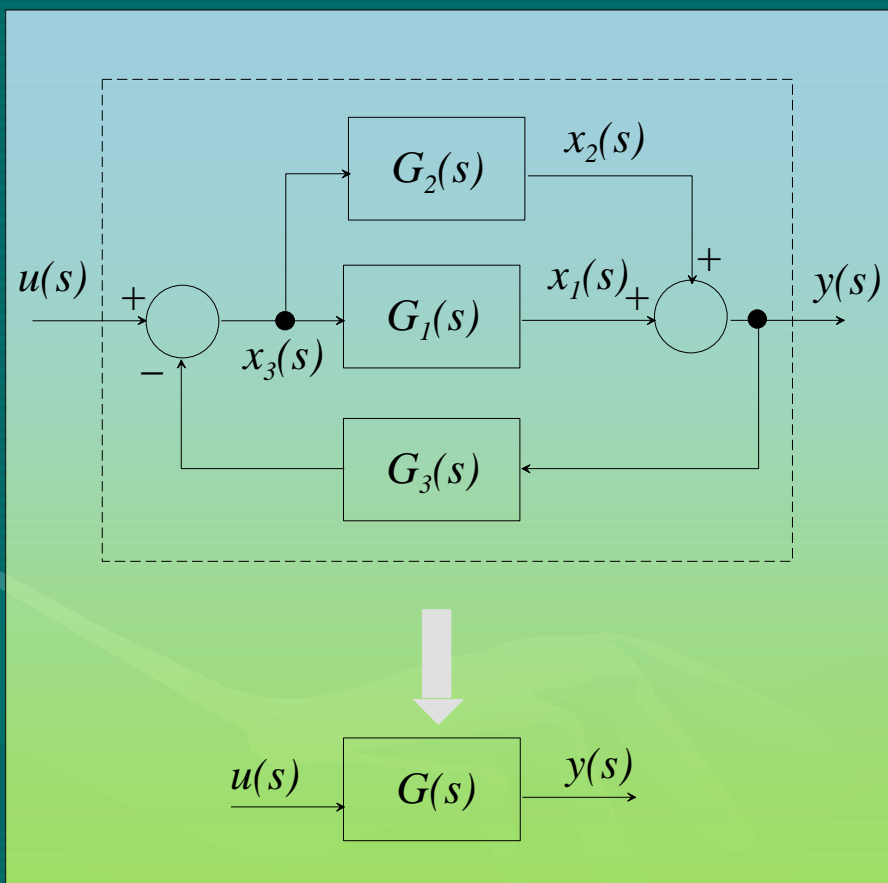 G₂(s)
x₂(s)
u(s)
+
G₁(s)
x₁(s)
+
+
y(s)
−
x₃(s)
G₃(s)
u(s)
G(s)
y(s)